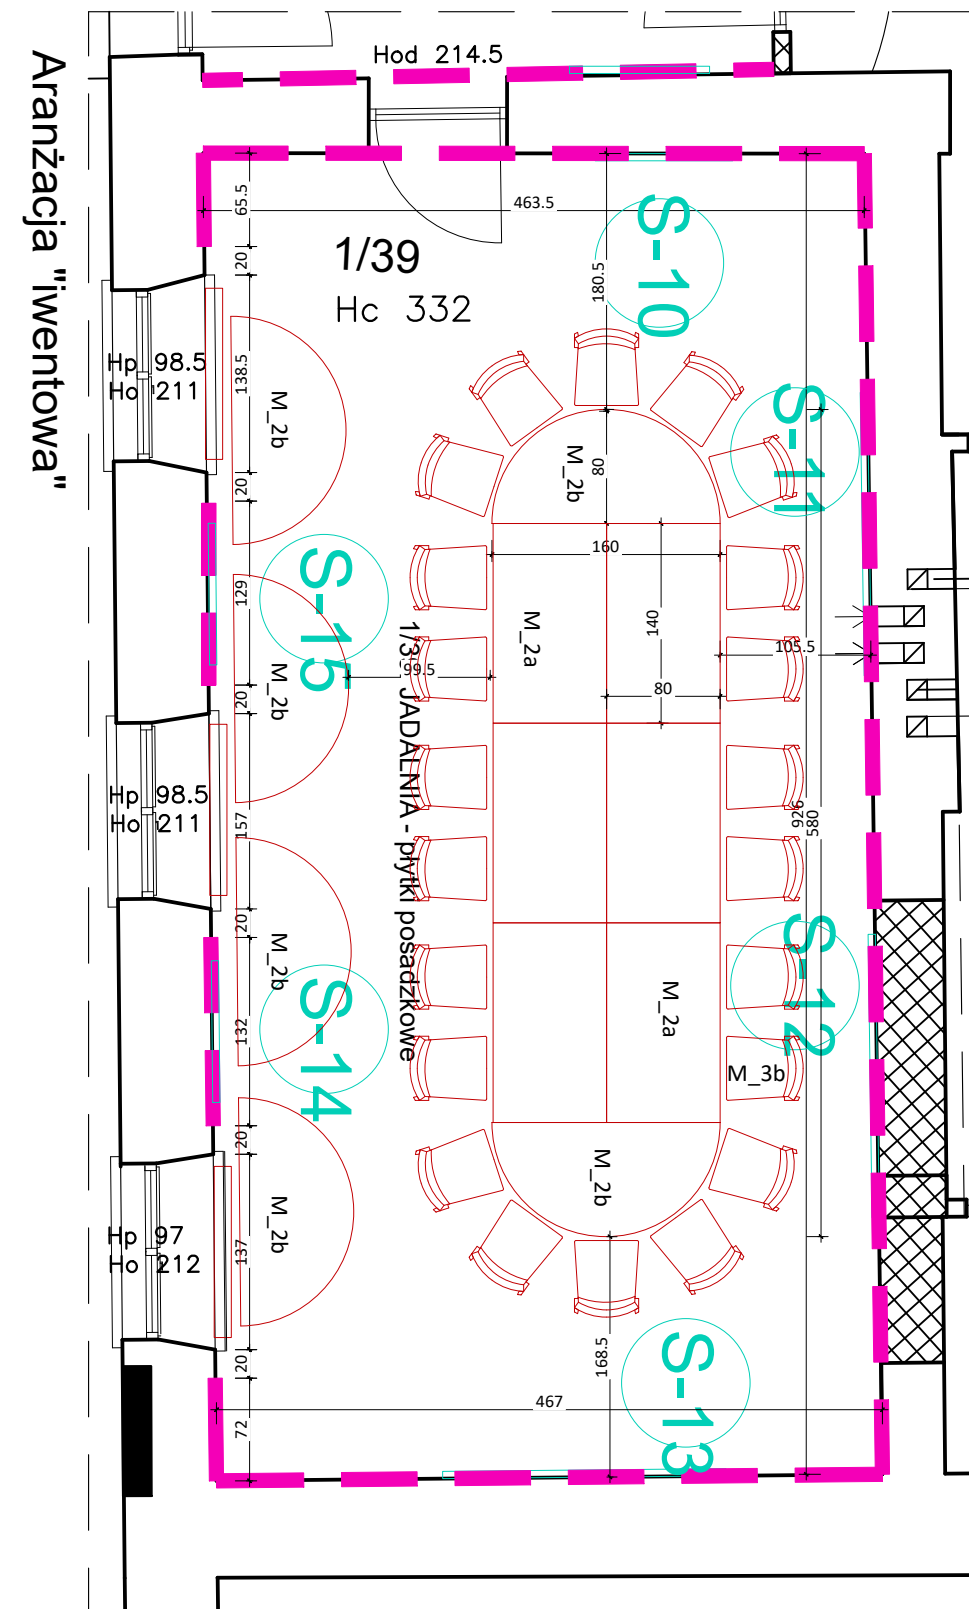 Aranżacja "iwentowa"
Hod 214.5
463.5
65.5
20
1/39
Hc 332
180.5
S-10
Hp 98.5
Ho 211
138.5
M_2b
S-11
M_2b
80
20
160
129
S-15
M_2a
140
105.5
99.5
M_2b
80
20
1/39 JADALNIA - płytki posadzkowe
Hp 98.5
Ho 211
157
926
580
20
M_2b
S-12
S-14
132
M_2a
M_3b
20
M_2b
M_2b
Hp 97
Ho 212
137
20
168.5
S-13
467
72